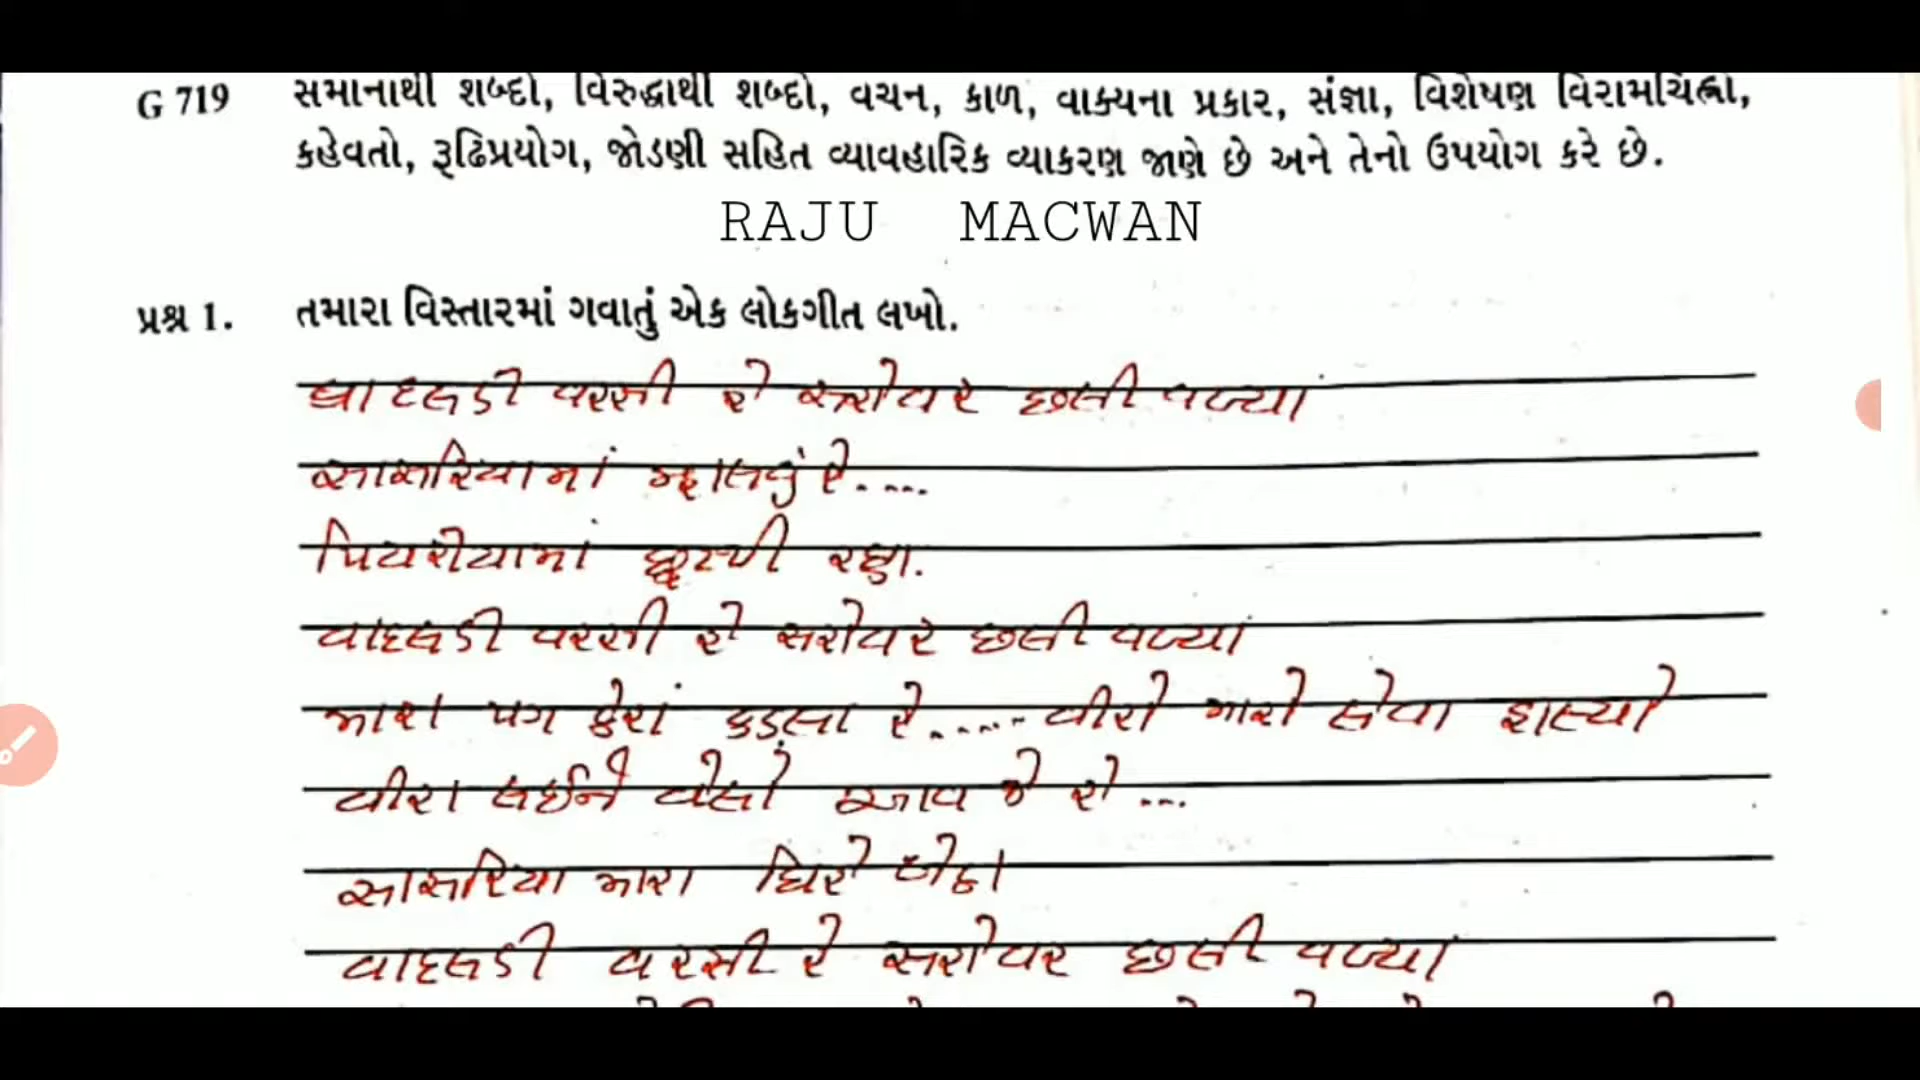 G 719 સમાનાર્થી શબ્દો, વિરુદ્ધાર્થી શબ્દો, વચન, કાળ, વાક્યના પ્રકાર, સંજ્ઞા, વિશેષણ વિરામચિહ્નો,
કહેવતો, રૂઢિપ્રયોગ, જોડણી સહિત વ્યાવહારિક વ્યાકરણ જાણે છે અને તેનો ઉપયોગ કરે છે.
RAJU MACWAN
પ્રશ્ન 1. તમારા વિસ્તારમાં ગવાતું એક લોકગીત લખો.
વાદલડી વરસી રે સરોવર છલી વળ્યાં
સાસરિયામાં મ્હાલવું રે.....
પિયરીયામાં છૂટથી રહ્યા.
વાદલડી વરસી રે સરોવર છલી વળ્યાં
મારા પગ કેરાં કડલા રે...... વીરો મારો લેવા હાલ્યો
વીરા લઈને વેલો આવ જે રે ...
સાસરિયા મારા ઘિરે બેઠા
વાદલડી વરસી રે સરોવર છલી વળ્યા